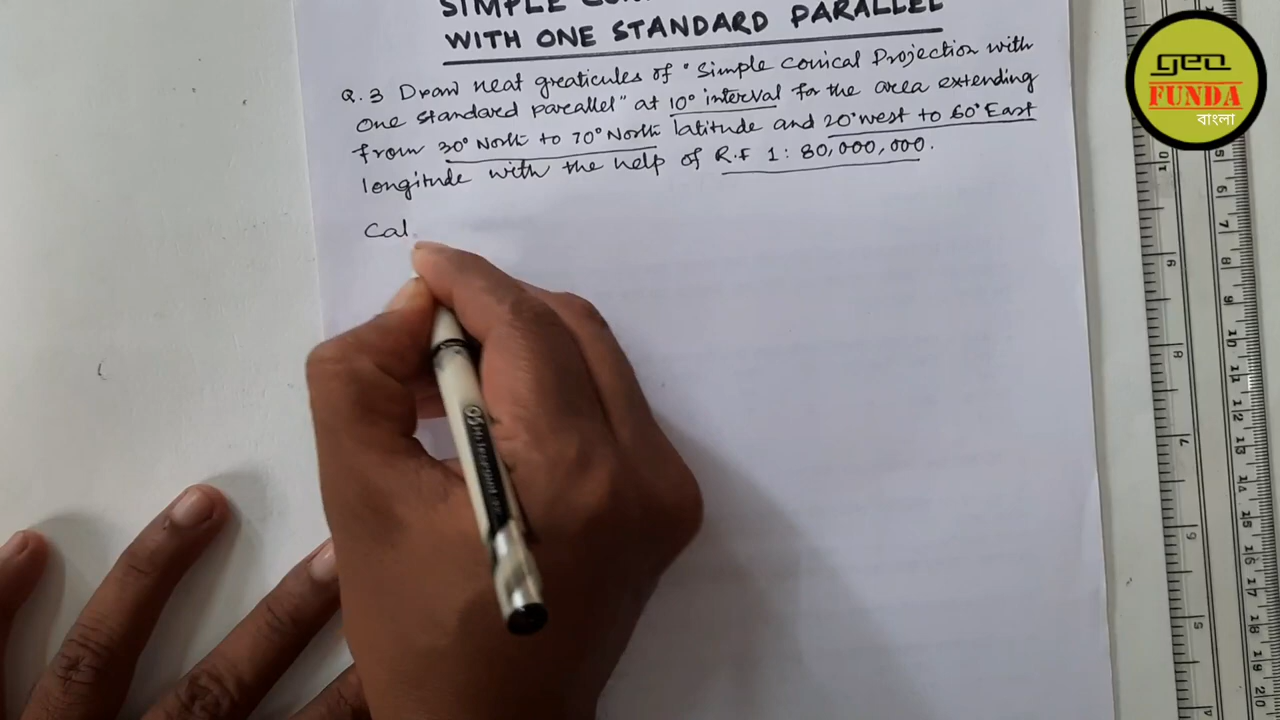 SIMPLE
WITH ONE STANDARD PARALLEL
Q.3 Draw neat greaticules of "Simple conical Projection with
One standard parallel" at 10° interval for the area extending
from 30° North to 70° North latitude and 20° west to 60° East
longitude with the help of R.F 1: 80,000,000.
Cal
geo
FUNDA
বাংলা